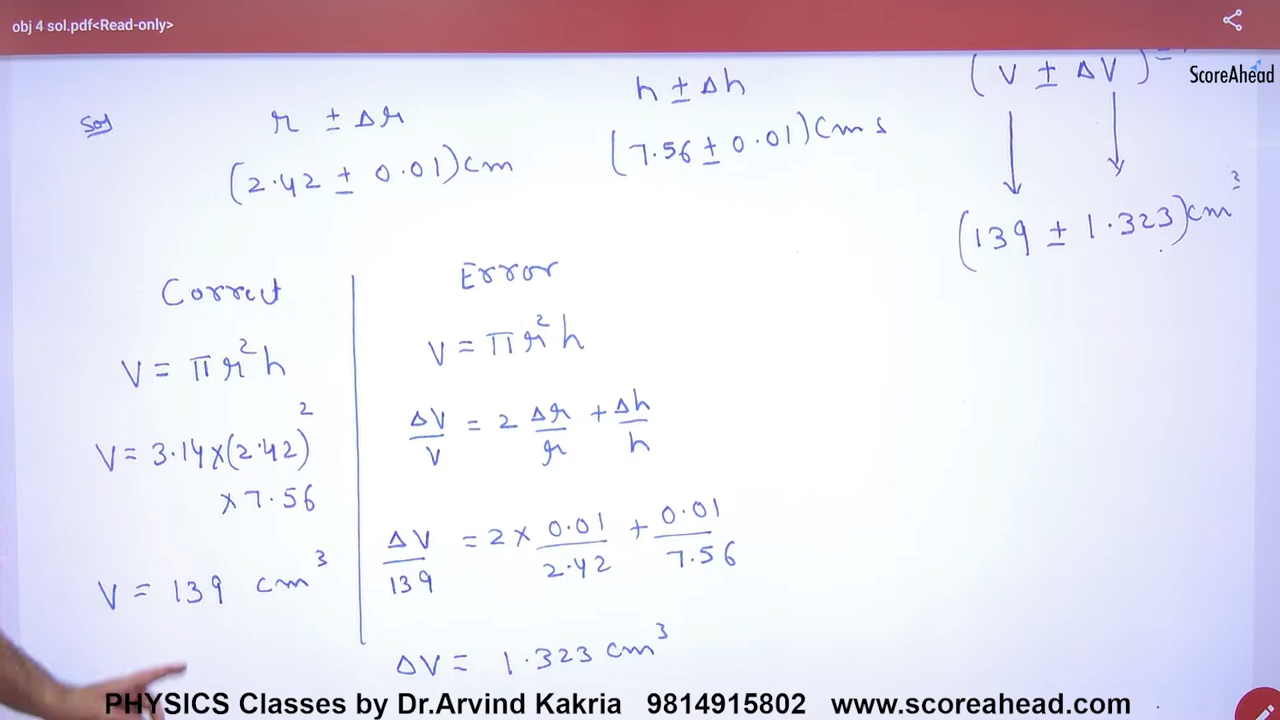 obj 4 sol.pdf<Read-only>
ScoreAhead
Sol
r ± Δr
(2.42 ± 0.01)cm
h ± Δh
(7.56 ± 0.01)cms
(V ± ΔV) =
(139 ± 1.323)cm³
Correct
V = πr²h
V = 3.14×(2.42)²
×7.56
V = 139 cm³
Error
V = πr²h
ΔV/V = 2 Δr/r + Δh/h
ΔV/139 = 2× 0.01/2.42 + 0.01/7.56
ΔV = 1.323 cm³
PHYSICS Classes by Dr.Arvind Kakria 9814915802 www.scoreahead.com